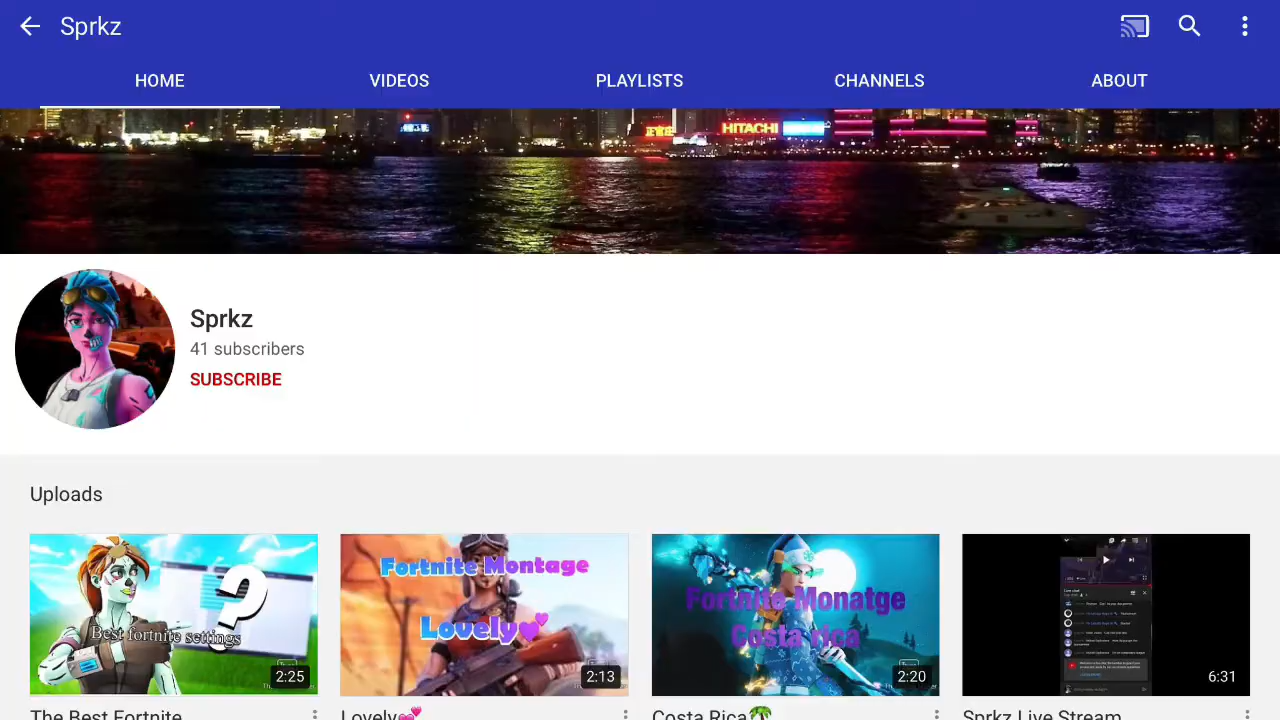 Sprkz
HOME
VIDEOS
PLAYLISTS
CHANNELS
ABOUT
HITACHI
Sprkz
41 subscribers
SUBSCRIBE
Uploads
Best fortnite settings
2:25
Fortnite Montage
Lovely
2:13
Fortnite Monatge
Costa
2:20
6:31
The Best Fortnite
Lovely💕
Costa Rica🌴
Sprkz Live Stream